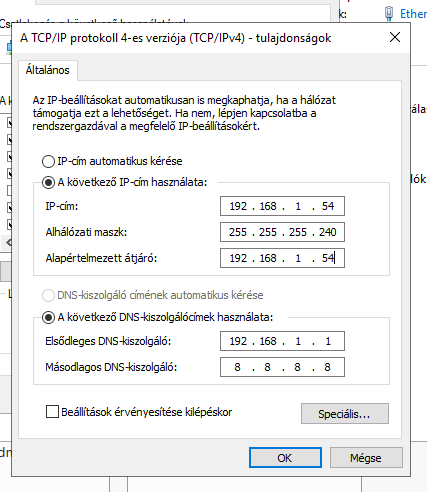 A TCP/IP protokoll 4-es verziója (TCP/IPv4) - tulajdonságok
Ether
Általános
Az IP-beállításokat automatikusan is megkaphatja, ha a hálózat
támogatja ezt a lehetőséget. Ha nem, lépjen kapcsolatba a
rendszergazdával a megfelelő IP-beállításokért.
IP-cím automatikus kérése
A következő IP-cím használata:
IP-cím: 192 . 168 . 1 . 54
Alhálózati maszk: 255 . 255 . 255 . 240
Alapértelmezett átjáró: 192 . 168 . 1 . 54
DNS-kiszolgáló címének automatikus kérése
A következő DNS-kiszolgálócímek használata:
Elsődleges DNS-kiszolgáló: 192 . 168 . 1 . 1
Másodlagos DNS-kiszolgáló: 8 . 8 . 8 . 8
Beállítások érvényesítése kilépéskor
Speciális...
OK Mégse